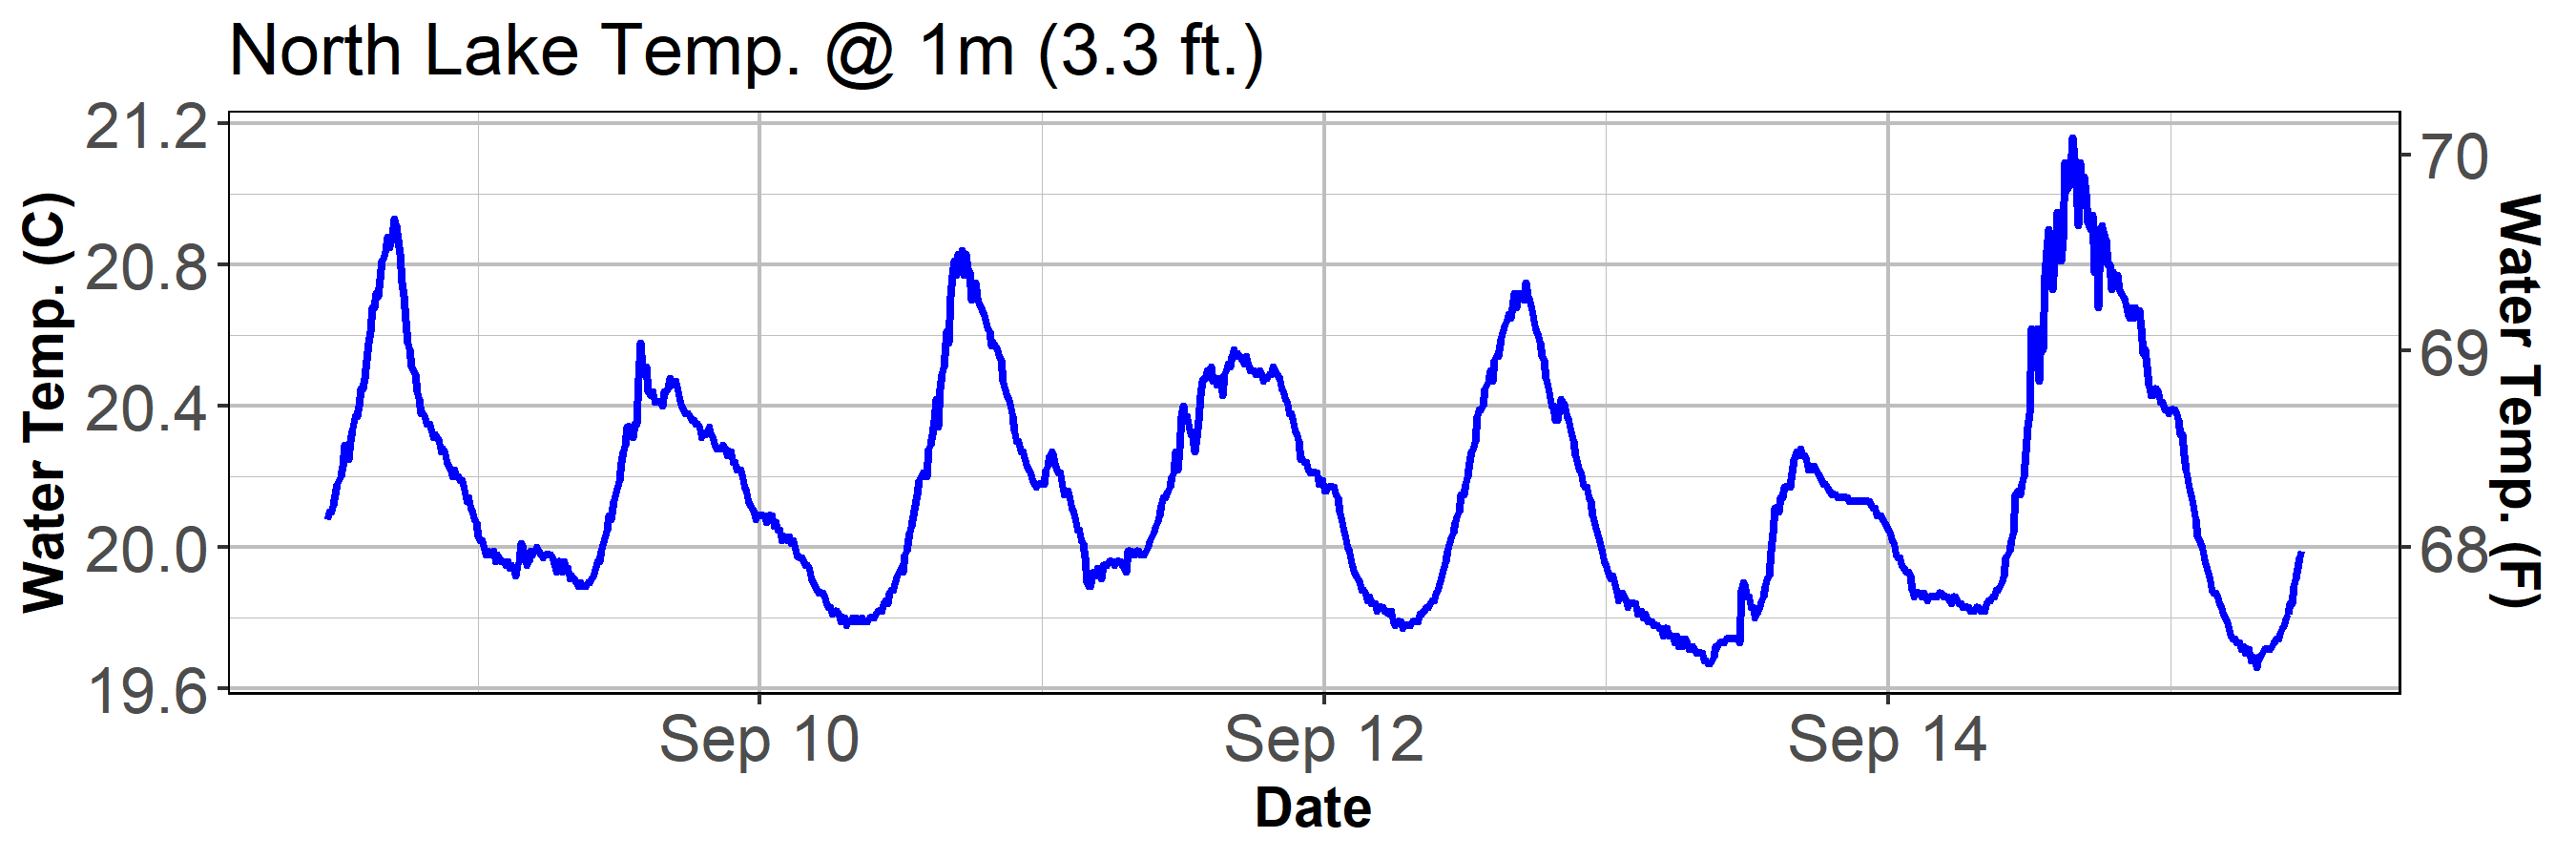 North Lake Temp. @ 1m (3.3 ft.)
Water Temp. (C)
21.2
20.8
20.4
20.0
19.6
70
69
68
Water Temp. (F)
Sep 10
Sep 12
Sep 14
Date